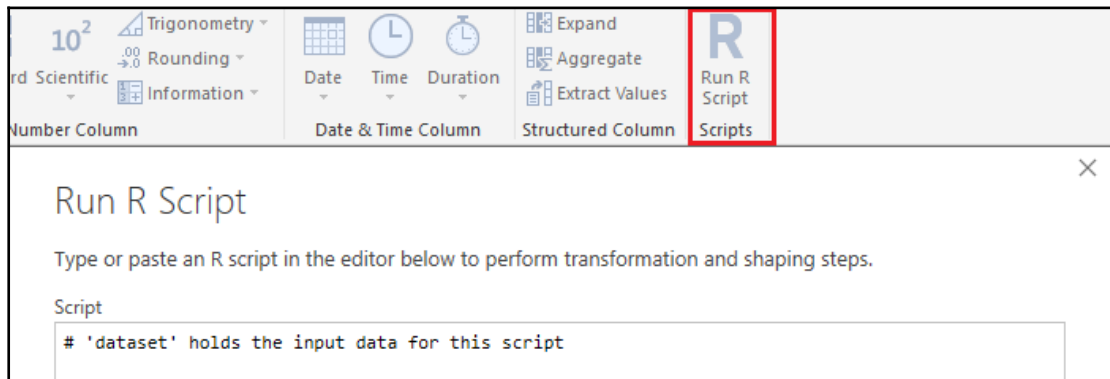 10² Trigonometry
.00 →.0 Rounding
rd Scientific
Information
Number Column
Date Time Duration
Date & Time Column
Expand
Aggregate
Extract Values
Structured Column
R
Run R
Script
Scripts
Run R Script
Type or paste an R script in the editor below to perform transformation and shaping steps.
Script
# 'dataset' holds the input data for this script